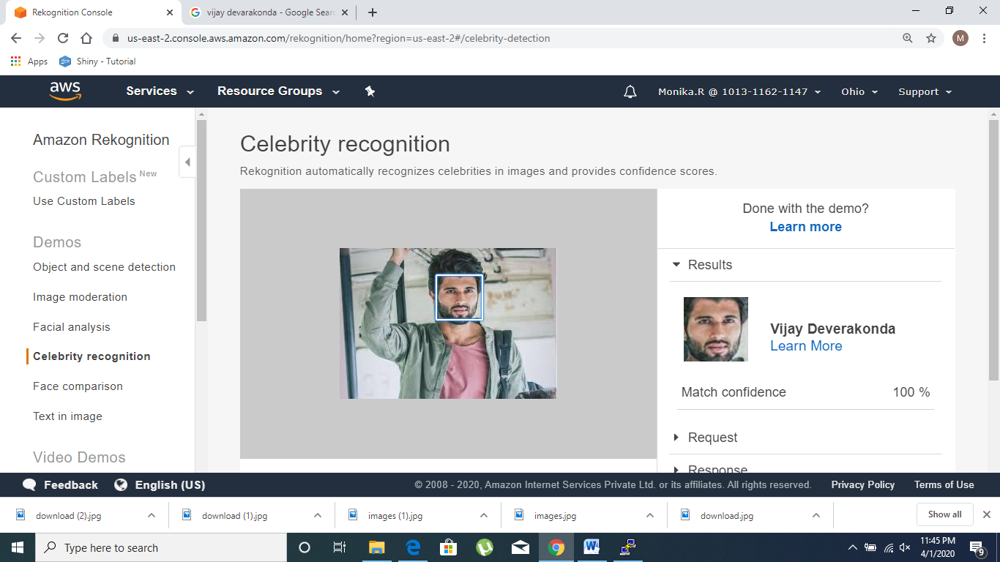 Rekognition Console
vijay devarakonda - Google Sear
us-east-2.console.aws.amazon.com/rekognition/home?region=us-east-2#/celebrity-detection
M
Apps
Shiny - Tutorial
aws
Services
Resource Groups
Monika.R @ 1013-1162-1147
Ohio
Support
Amazon Rekognition
Custom Labels New
Use Custom Labels
Demos
Object and scene detection
Image moderation
Facial analysis
Celebrity recognition
Face comparison
Text in image
Video Demos
Celebrity recognition
Rekognition automatically recognizes celebrities in images and provides confidence scores.
Done with the demo?
Learn more
Results
Vijay Deverakonda
Learn More
Match confidence 100 %
Request
Response
Feedback
English (US)
© 2008 - 2020, Amazon Internet Services Private Ltd. or its affiliates. All rights reserved.
Privacy Policy
Terms of Use
download (2).jpg
download (1).jpg
images (1).jpg
images.jpg
download.jpg
Show all
Type here to search
11:45 PM
4/1/2020
9